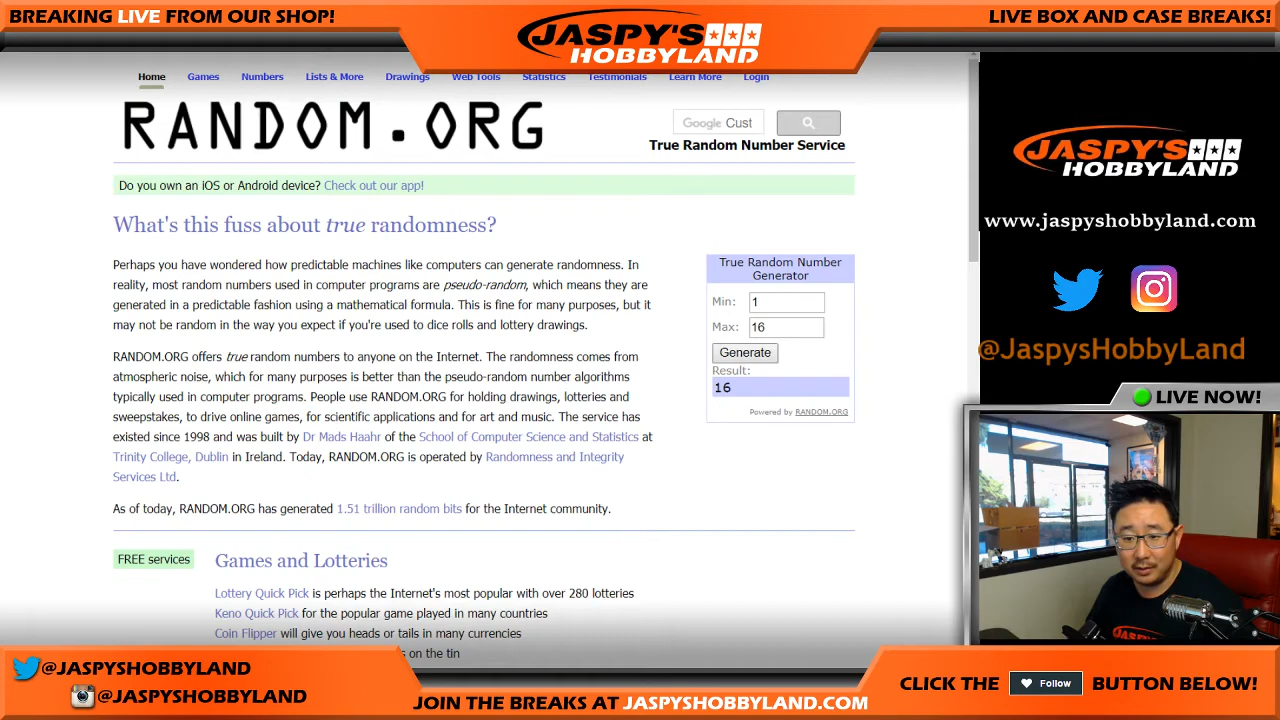 BREAKING LIVE FROM OUR SHOP!
JASPY'S
HOBBYLAND
LIVE BOX AND CASE BREAKS!
Home Games Numbers Lists & More Drawings Web Tools Statistics Testimonials Learn More Login
RANDOM.ORG
Google Cust
True Random Number Service
Do you own an iOS or Android device? Check out our app!
What's this fuss about true randomness?
Perhaps you have wondered how predictable machines like computers can generate randomness. In
reality, most random numbers used in computer programs are pseudo-random, which means they are
generated in a predictable fashion using a mathematical formula. This is fine for many purposes, but it
may not be random in the way you expect if you're used to dice rolls and lottery drawings.
RANDOM.ORG offers true random numbers to anyone on the Internet. The randomness comes from
atmospheric noise, which for many purposes is better than the pseudo-random number algorithms
typically used in computer programs. People use RANDOM.ORG for holding drawings, lotteries and
sweepstakes, to drive online games, for scientific applications and for art and music. The service has
existed since 1998 and was built by Dr Mads Haahr of the School of Computer Science and Statistics at
Trinity College, Dublin in Ireland. Today, RANDOM.ORG is operated by Randomness and Integrity
Services Ltd.
As of today, RANDOM.ORG has generated 1.51 trillion random bits for the Internet community.
True Random Number
Generator
Min: 1
Max: 16
Generate
Result:
16
Powered by RANDOM.ORG
FREE services
Games and Lotteries
Lottery Quick Pick is perhaps the Internet's most popular with over 280 lotteries
Keno Quick Pick for the popular game played in many countries
Coin Flipper will give you heads or tails in many currencies
on the tin
JASPY'S
HOBBYLAND
www.jaspyshobbyland.com
@JaspysHobbyLand
LIVE NOW!
JASPY'S
@JASPYSHOBBYLAND
@JASPYSHOBBYLAND
JOIN THE BREAKS AT JASPYSHOBBYLAND.COM
CLICK THE Follow BUTTON BELOW!